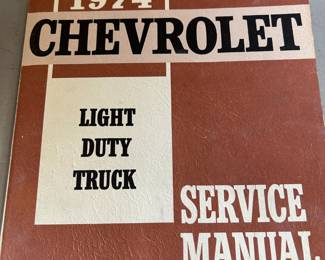 1974
CHEVROLET
LIGHT
DUTY
TRUCK
SERVICE
MANUAL